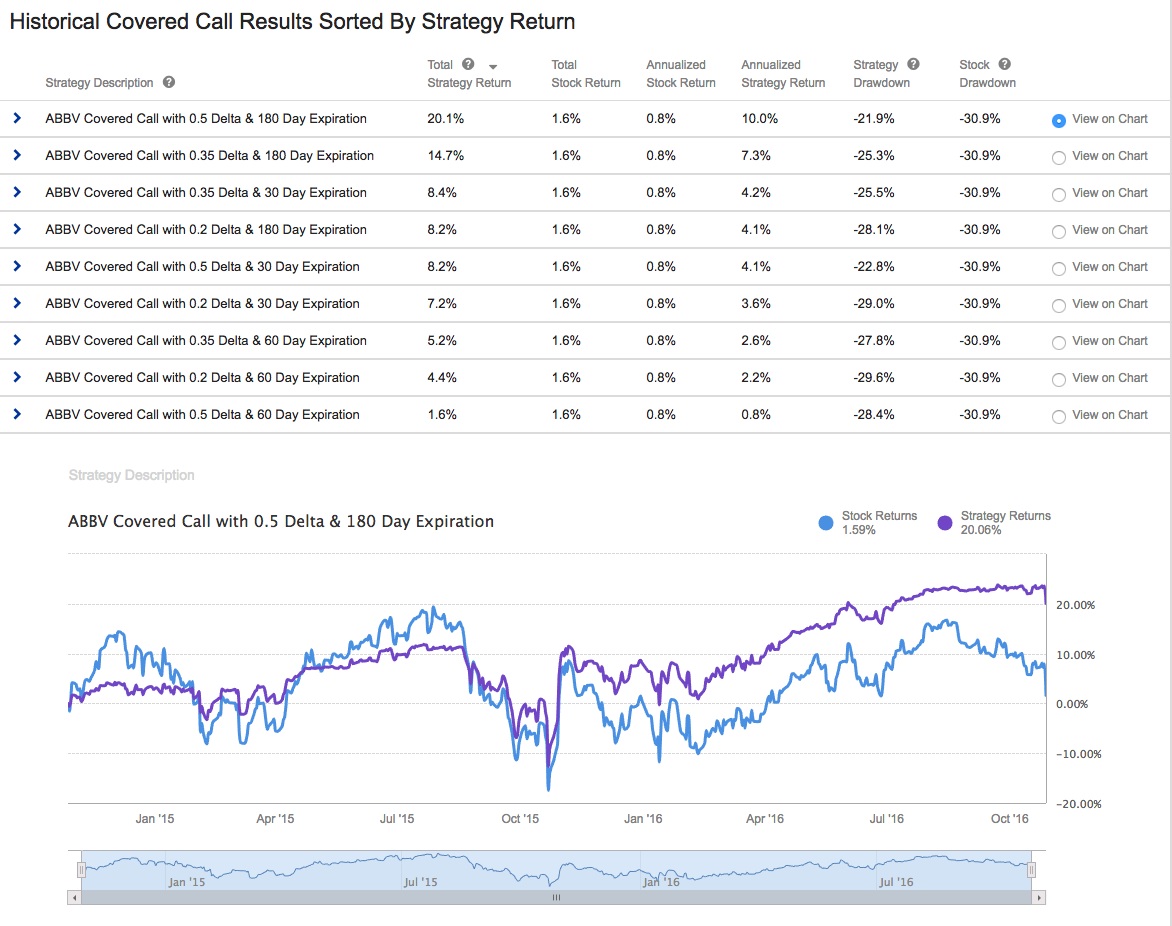 Historical Covered Call Results Sorted By Strategy Return
Strategy Description ? Total ? Strategy Return Total Stock Return Annualized Stock Return Annualized Strategy Return Strategy ? Drawdown Stock ? Drawdown
ABBV Covered Call with 0.5 Delta & 180 Day Expiration 20.1% 1.6% 0.8% 10.0% -21.9% -30.9% View on Chart
ABBV Covered Call with 0.35 Delta & 180 Day Expiration 14.7% 1.6% 0.8% 7.3% -25.3% -30.9% View on Chart
ABBV Covered Call with 0.35 Delta & 30 Day Expiration 8.4% 1.6% 0.8% 4.2% -25.5% -30.9% View on Chart
ABBV Covered Call with 0.2 Delta & 180 Day Expiration 8.2% 1.6% 0.8% 4.1% -28.1% -30.9% View on Chart
ABBV Covered Call with 0.5 Delta & 30 Day Expiration 8.2% 1.6% 0.8% 4.1% -22.8% -30.9% View on Chart
ABBV Covered Call with 0.2 Delta & 30 Day Expiration 7.2% 1.6% 0.8% 3.6% -29.0% -30.9% View on Chart
ABBV Covered Call with 0.35 Delta & 60 Day Expiration 5.2% 1.6% 0.8% 2.6% -27.8% -30.9% View on Chart
ABBV Covered Call with 0.2 Delta & 60 Day Expiration 4.4% 1.6% 0.8% 2.2% -29.6% -30.9% View on Chart
ABBV Covered Call with 0.5 Delta & 60 Day Expiration 1.6% 1.6% 0.8% 0.8% -28.4% -30.9% View on Chart
Strategy Description
ABBV Covered Call with 0.5 Delta & 180 Day Expiration
Stock Returns Strategy Returns
1.59% 20.06%
20.00%
10.00%
0.00%
-10.00%
-20.00%
Jan '15 Apr '15 Jul '15 Oct '15 Jan '16 Apr '16 Jul '16 Oct '16
Jan '15 Jul '15 Jan '16 Jul '16